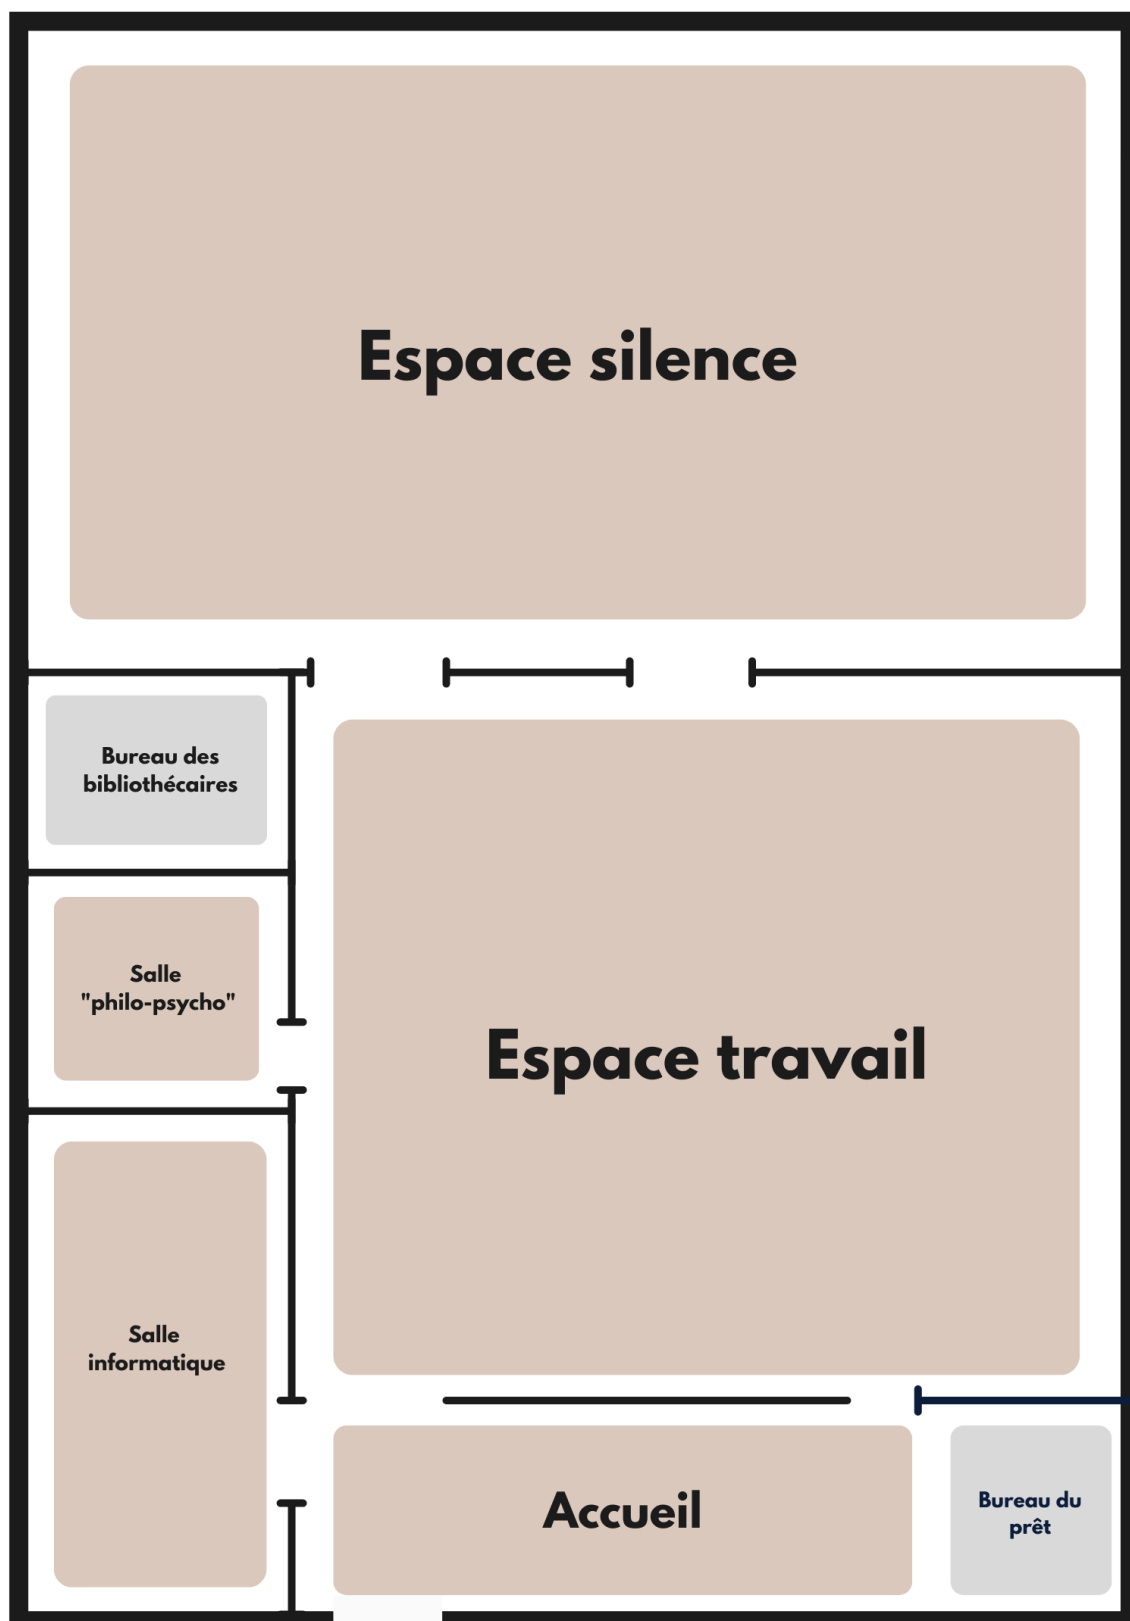 Espace silence
Bureau des
bibliothécaires
Salle
"philo-psycho"
Espace travail
Salle
informatique
Accueil
Bureau du
prêt